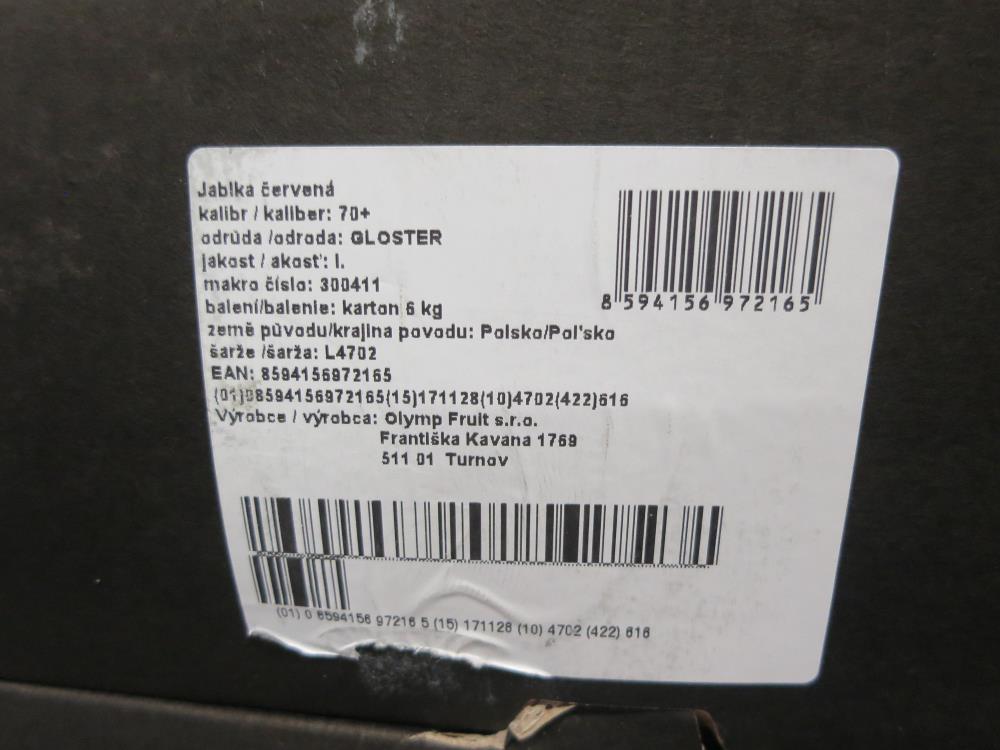 Jablka červená
kalibr / kaliber: 70+
odrůda /odroda: GLOSTER
jakost / akosť: I.
makro číslo: 300411
balení/balenie: karton 6 kg
země původu/krajina povodu: Polsko/Pol'sko
šarže /šarža: L4702
EAN: 8594156972165
(01)08594156972165(15)171128(10)4702(422)616
Výrobce / výrobca: Olymp Fruit s.r.o.
Františka Kavana 1769
511 01 Turnov
8 594156 972165
(01) 0 8594156 97216 5 (15) 171128 (10) 4702 (422) 616